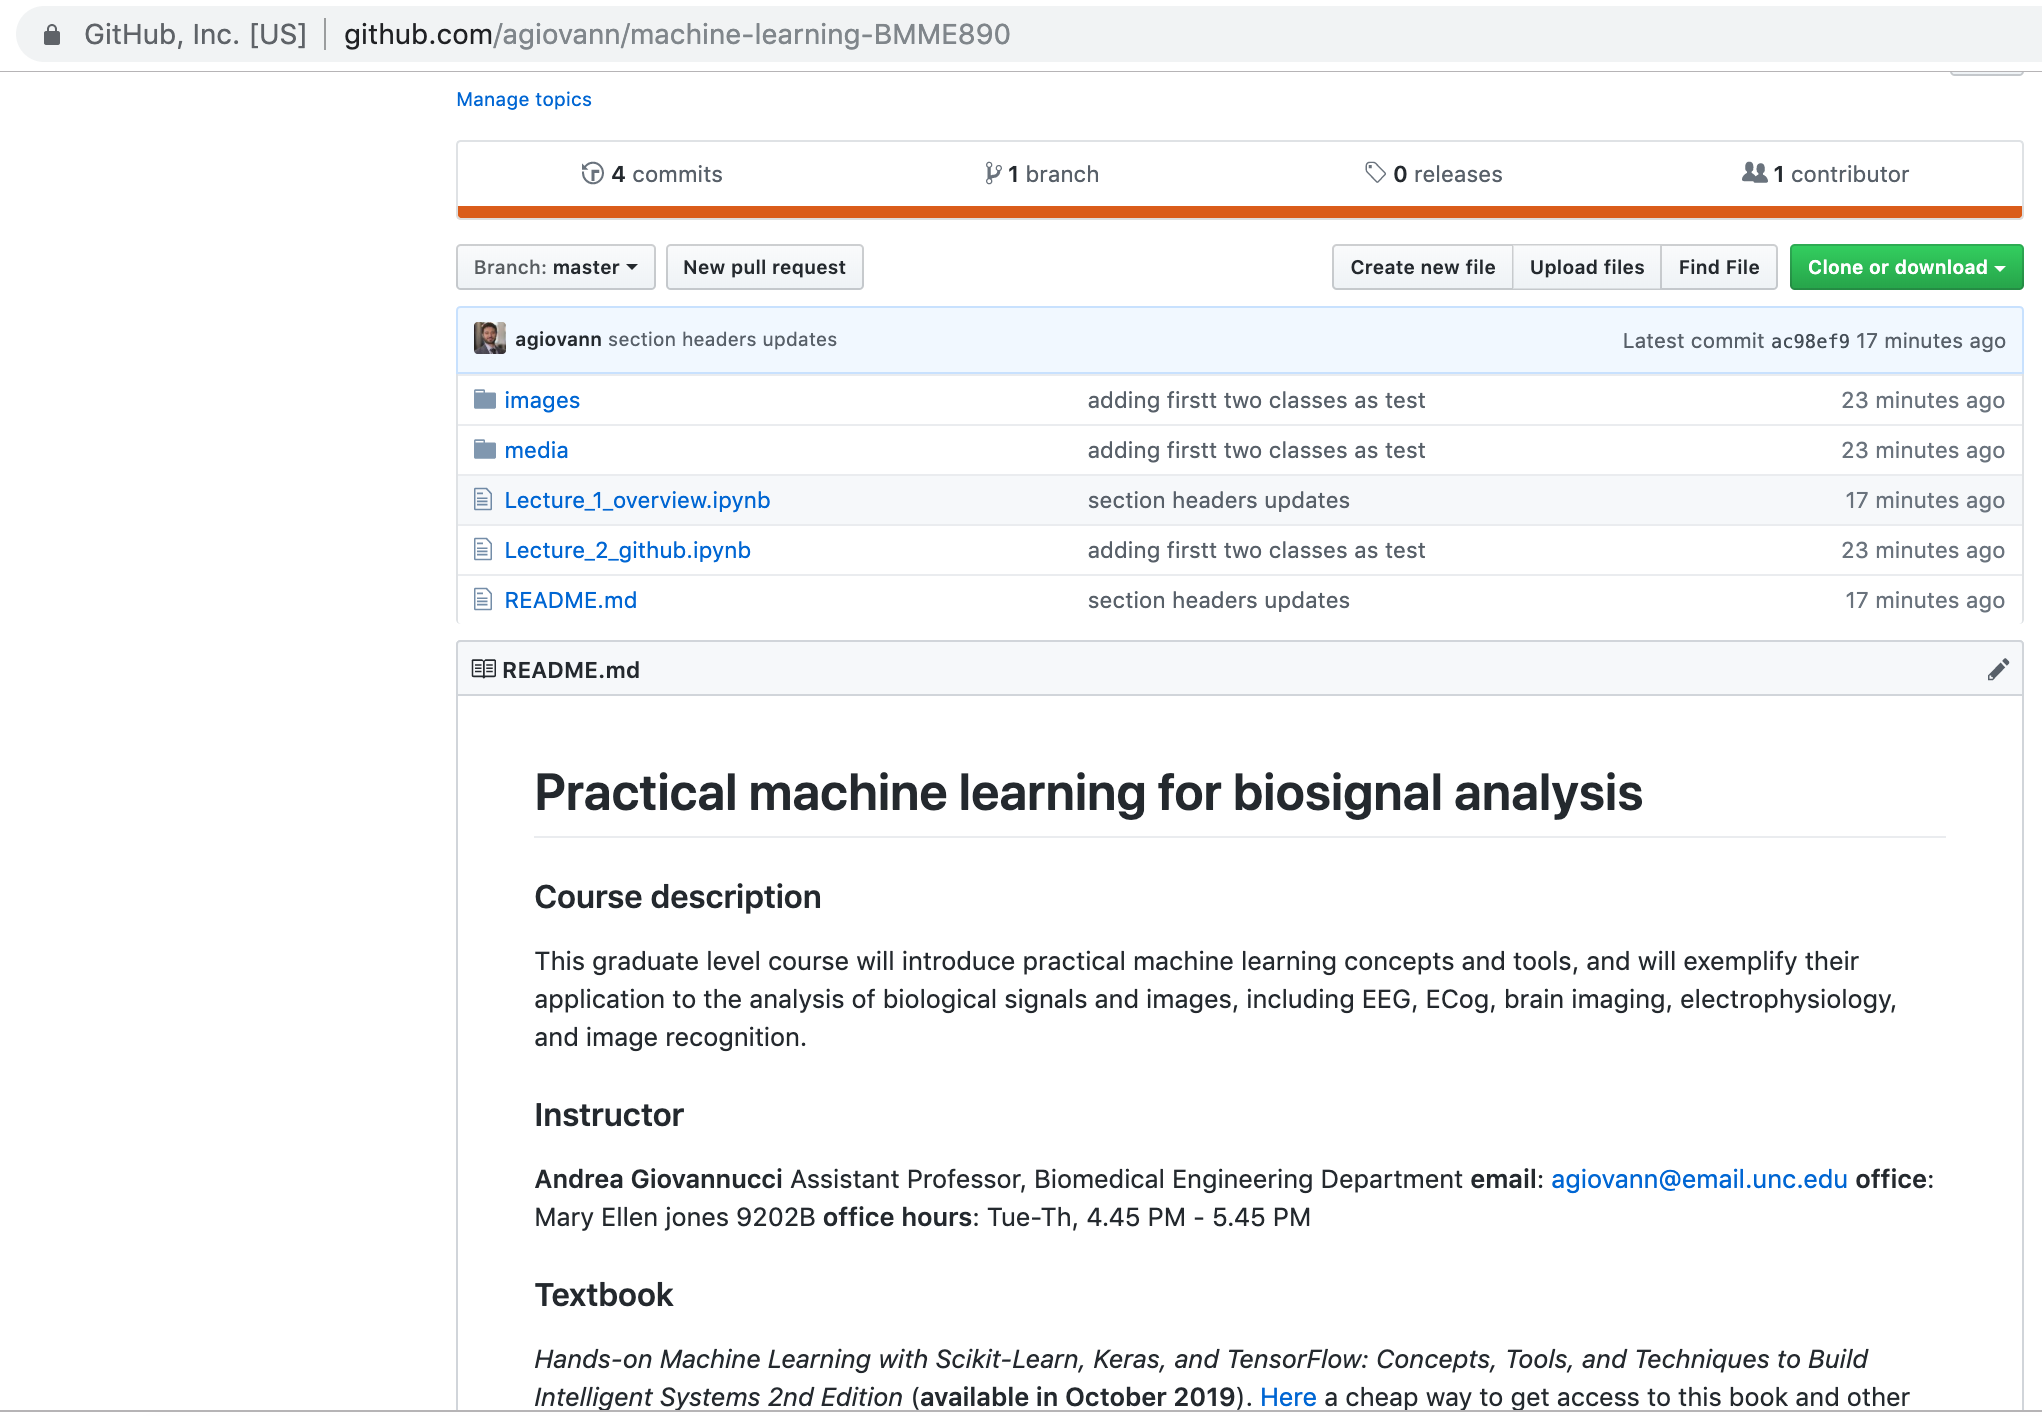 GitHub, Inc. [US] | github.com/agiovann/machine-learning-BMME890
Manage topics
4 commits 1 branch 0 releases 1 contributor
Branch: master New pull request Create new file Upload files Find File Clone or download
agiovann section headers updates Latest commit ac98ef9 17 minutes ago
images adding firstt two classes as test 23 minutes ago
media adding firstt two classes as test 23 minutes ago
Lecture_1_overview.ipynb section headers updates 17 minutes ago
Lecture_2_github.ipynb adding firstt two classes as test 23 minutes ago
README.md section headers updates 17 minutes ago
README.md
Practical machine learning for biosignal analysis
Course description
This graduate level course will introduce practical machine learning concepts and tools, and will exemplify their
application to the analysis of biological signals and images, including EEG, ECog, brain imaging, electrophysiology,
and image recognition.
Instructor
Andrea Giovannucci Assistant Professor, Biomedical Engineering Department email: agiovann@email.unc.edu office:
Mary Ellen jones 9202B office hours: Tue-Th, 4.45 PM - 5.45 PM
Textbook
Hands-on Machine Learning with Scikit-Learn, Keras, and TensorFlow: Concepts, Tools, and Techniques to Build
Intelligent Systems 2nd Edition (available in October 2019). Here a cheap way to get access to this book and other